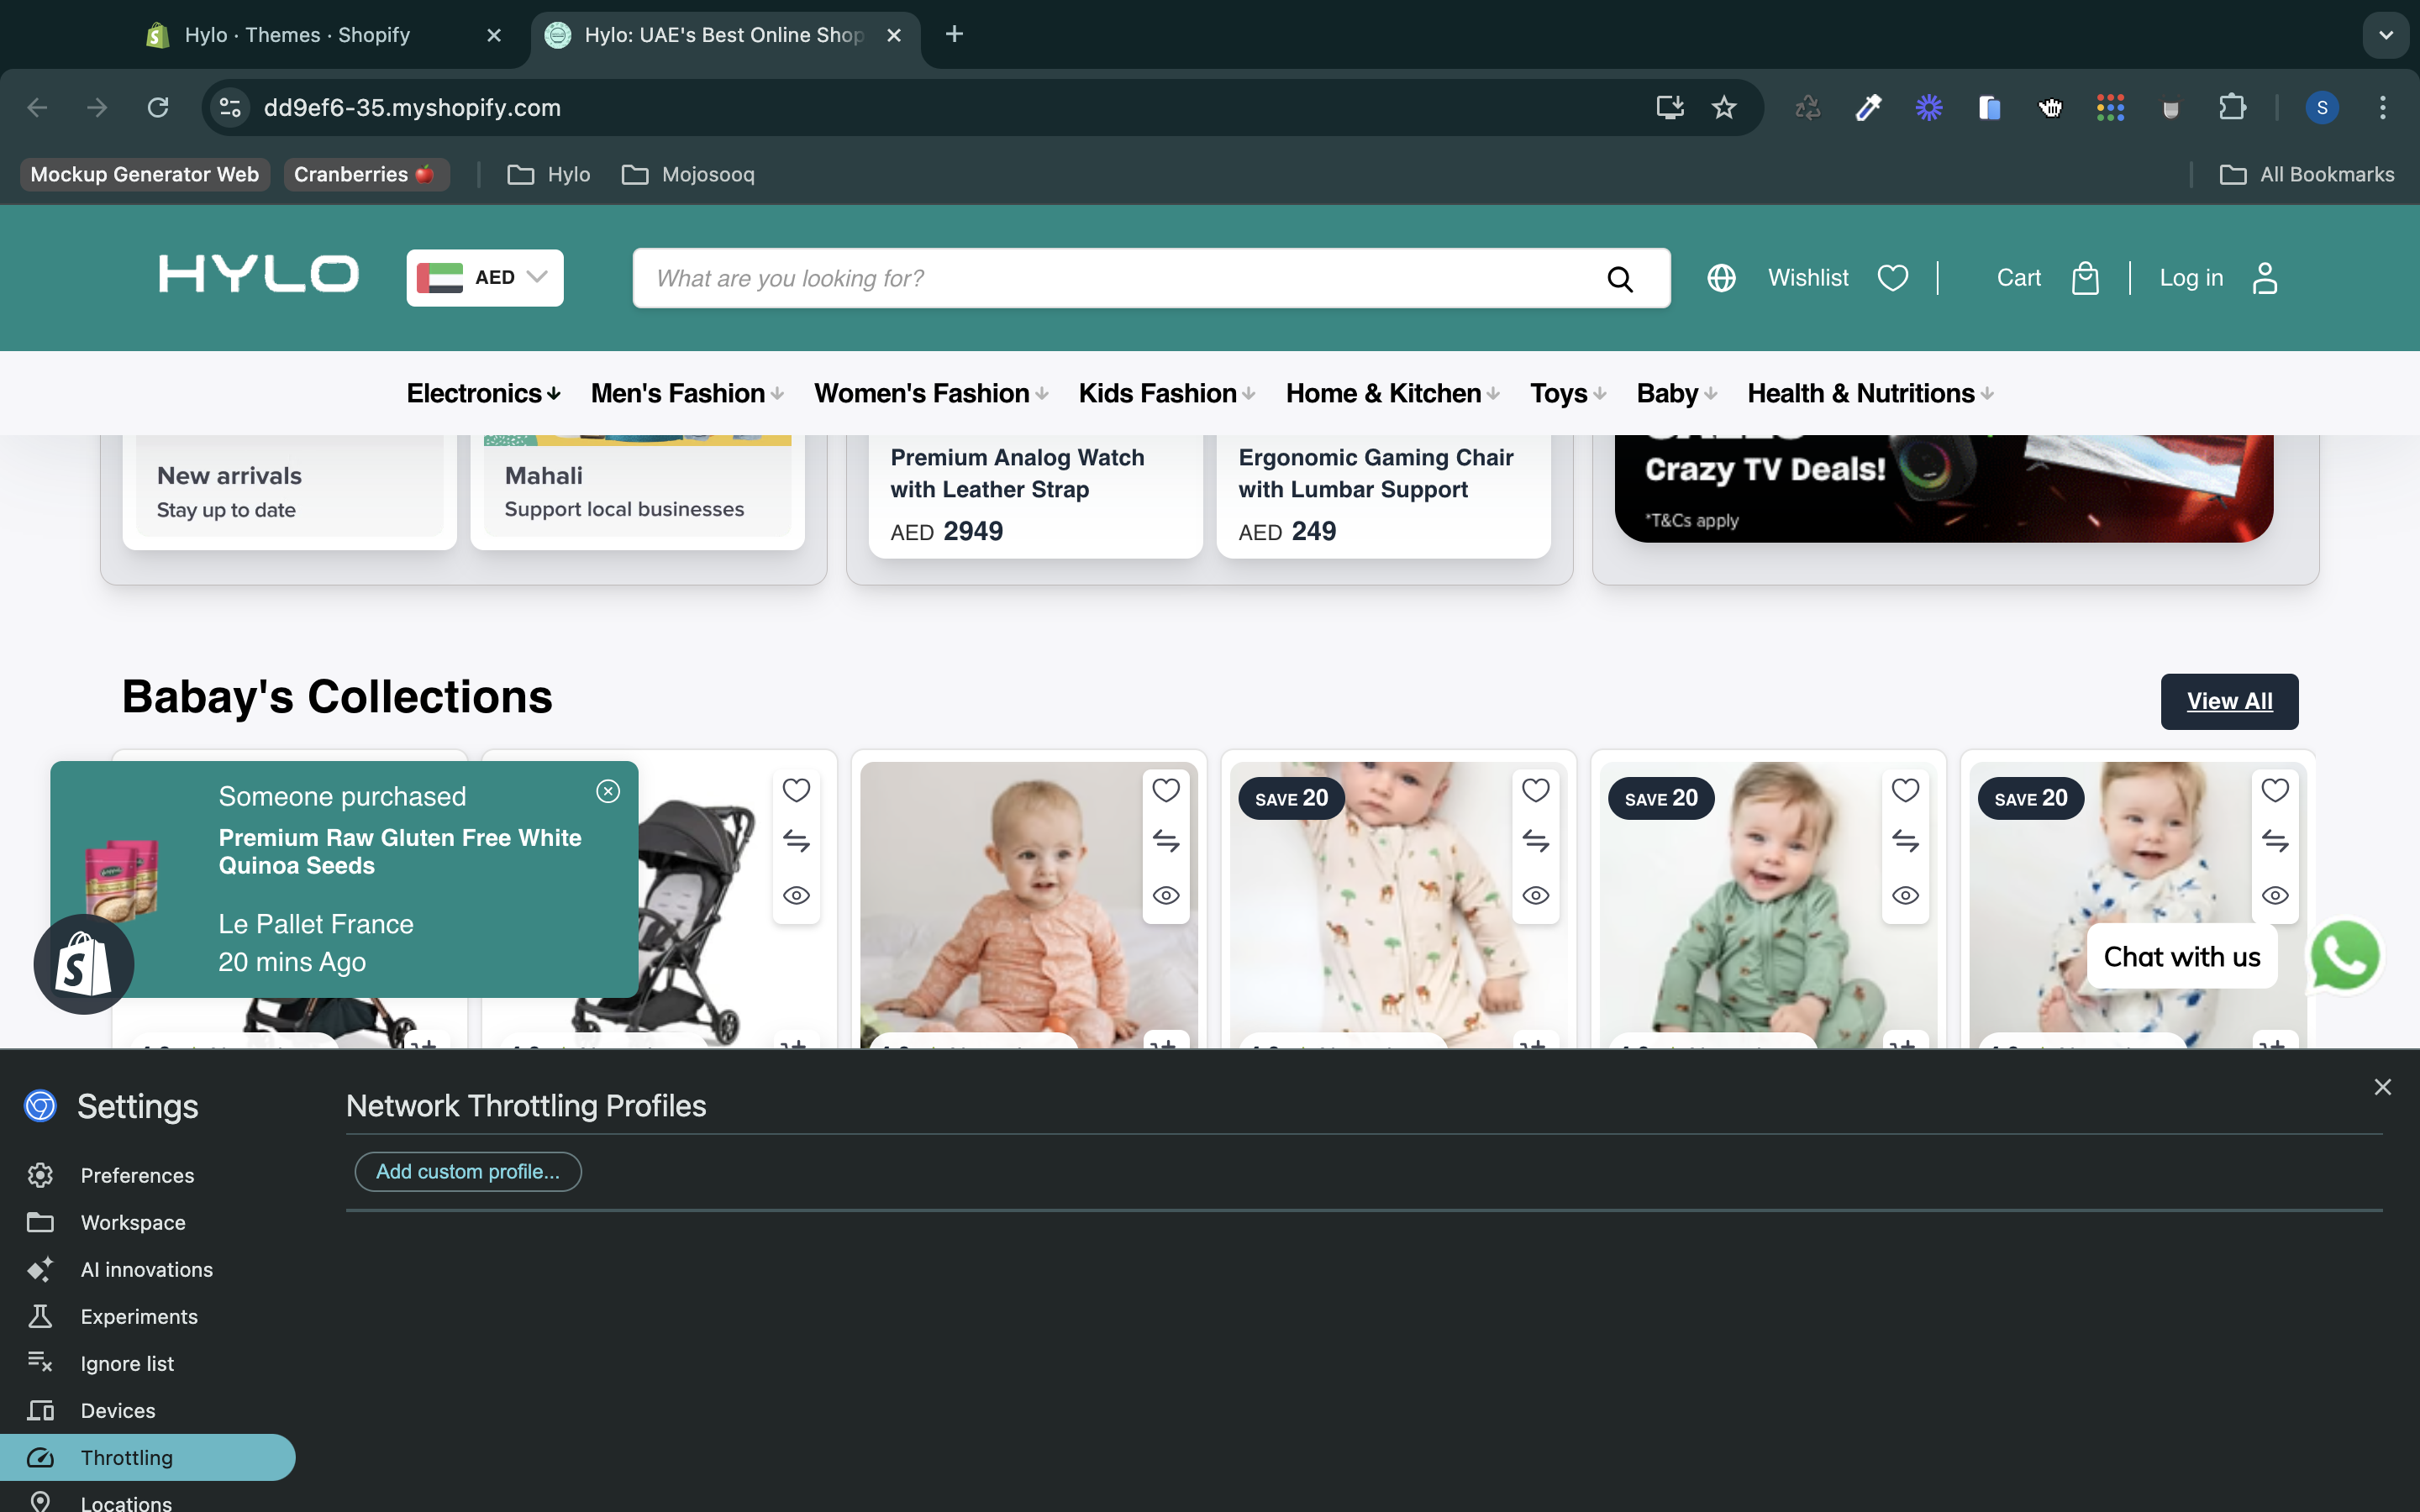 Hylo · Themes · Shopify
Hylo: UAE's Best Online Shop
dd9ef6-35.myshopify.com
S
Mockup Generator Web
Cranberries
Hylo
Mojosooq
All Bookmarks
HYLO
AED
What are you looking for?
Wishlist
Cart
Log in
Electronics
Men's Fashion
Women's Fashion
Kids Fashion
Home & Kitchen
Toys
Baby
Health & Nutritions
New arrivals
Stay up to date
Mahali
Support local businesses
Premium Analog Watch
with Leather Strap
AED 2949
Ergonomic Gaming Chair
with Lumbar Support
AED 249
Crazy TV Deals!
*T&Cs apply
Babay's Collections
View All
Someone purchased
Premium Raw Gluten Free White
Quinoa Seeds
Le Pallet France
20 mins Ago
SAVE 20
SAVE 20
SAVE 20
Chat with us
Settings
Network Throttling Profiles
Add custom profile...
Preferences
Workspace
AI innovations
Experiments
Ignore list
Devices
Throttling
Locations